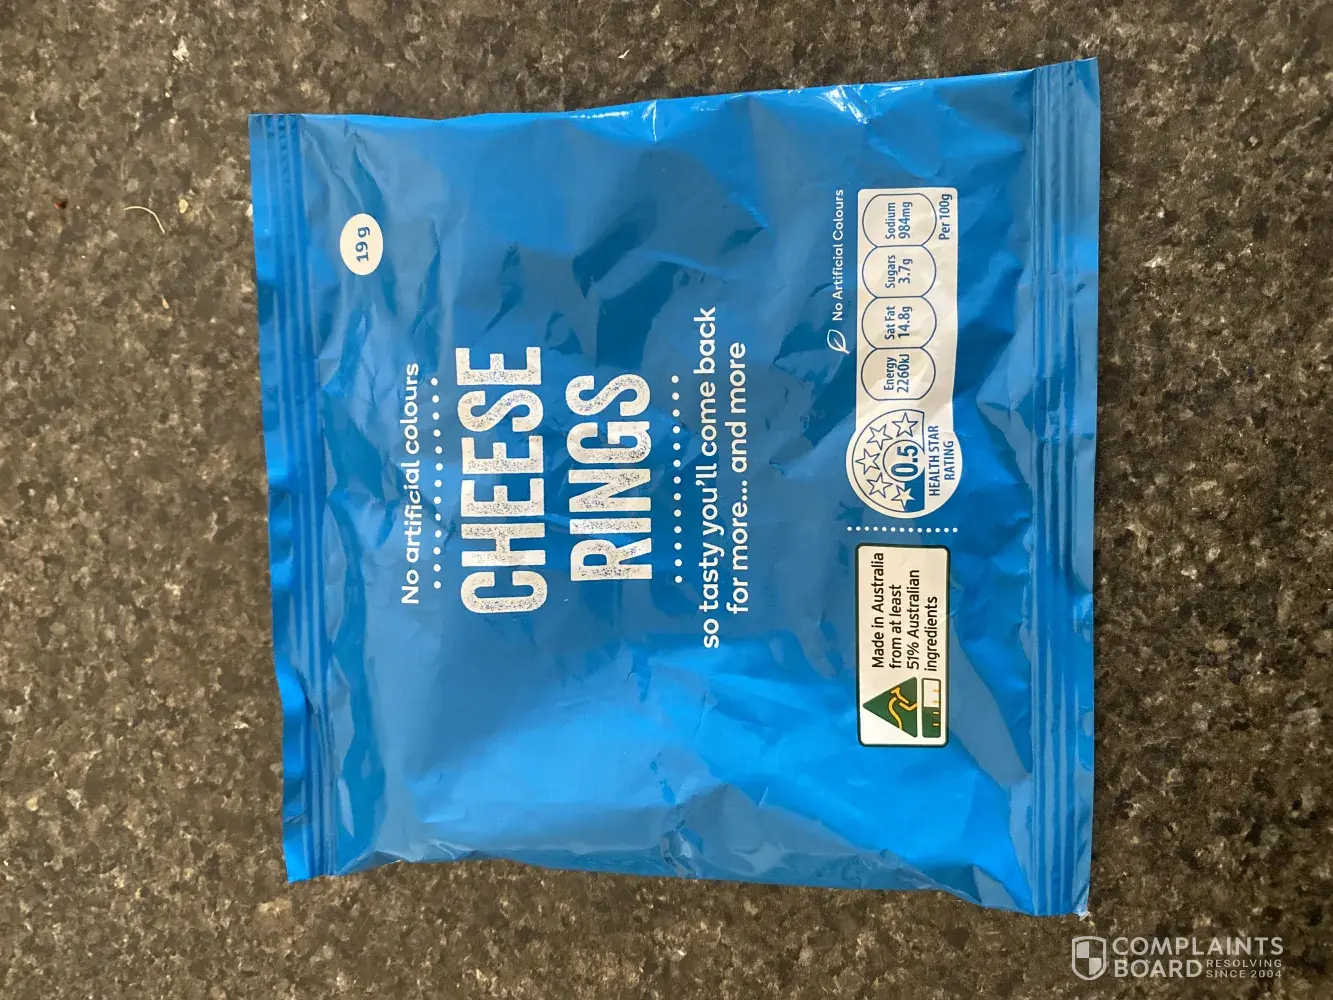 19g
No artificial colours
CHEESE
RINGS
so tasty you'll come back
for more... and more
No Artificial Colours
Made in Australia
from at least
51% Australian
ingredients
0.5
HEALTH STAR
RATING
Energy
2260kJ
Sat Fat
14.8g
Sugars
3.7g
Sodium
984mg
Per 100g
COMPLAINTS
BOARD RESOLVING
SINCE 2004